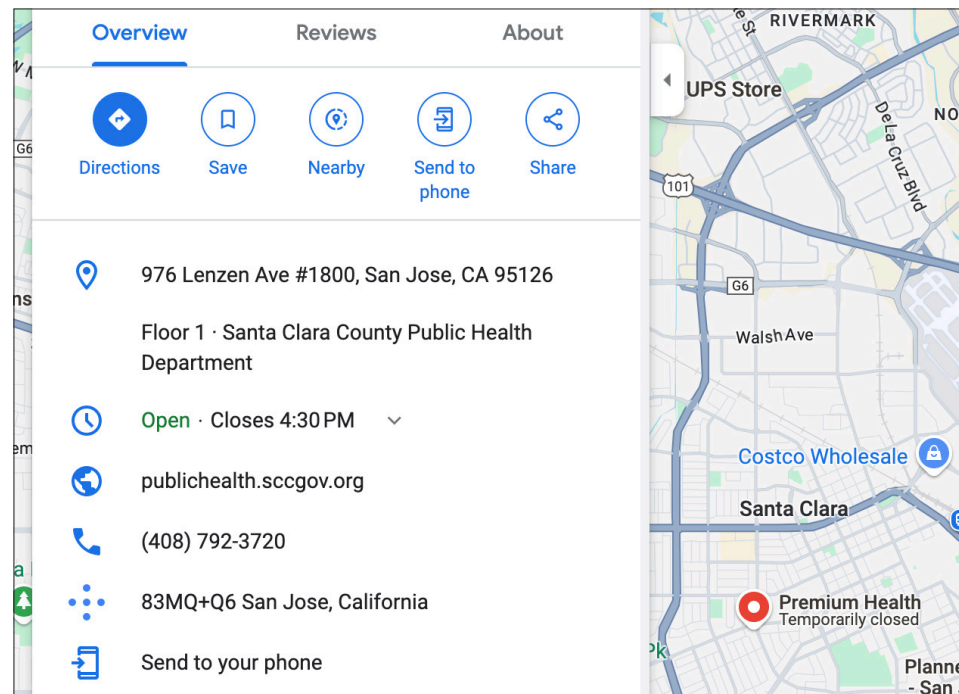 Overview
Reviews
About
Directions
Save
Nearby
Send to
phone
Share
976 Lenzen Ave #1800, San Jose, CA 95126
Floor 1 · Santa Clara County Public Health
Department
Open · Closes 4:30 PM
publichealth.sccgov.org
(408) 792-3720
83MQ+Q6 San Jose, California
Send to your phone
RIVERMARK
UPS Store
De La Cruz Blvd
NO
101
G6
G6
Walsh Ave
Costco Wholesale
Santa Clara
Premium Health
Temporarily closed
Planne
- San